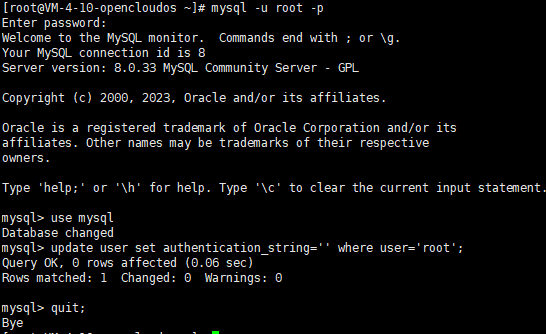 [root@VM-4-10-opencloudos ~]# mysql -u root -p
Enter password:
Welcome to the MySQL monitor.  Commands end with ; or \g.
Your MySQL connection id is 8
Server version: 8.0.33 MySQL Community Server - GPL
Copyright (c) 2000, 2023, Oracle and/or its affiliates.
Oracle is a registered trademark of Oracle Corporation and/or its
affiliates. Other names may be trademarks of their respective
owners.
Type 'help;' or '\h' for help. Type '\c' to clear the current input statement.
mysql> use mysql
Database changed
mysql> update user set authentication_string='' where user='root';
Query OK, 0 rows affected (0.06 sec)
Rows matched: 1  Changed: 0  Warnings: 0
mysql> quit;
Bye